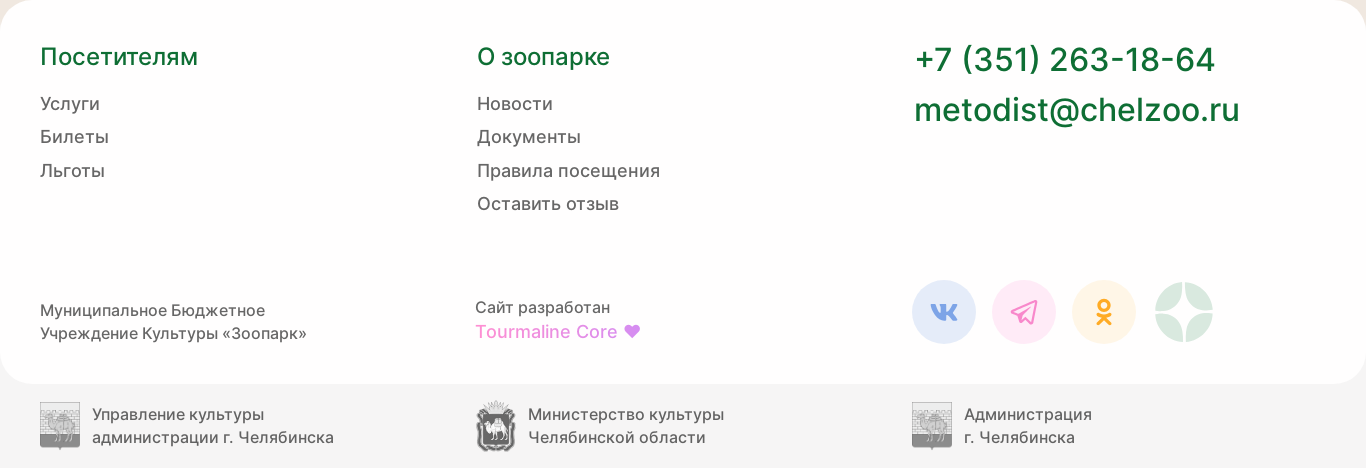 Посетителям
Услуги
Билеты
Льготы
О зоопарке
Новости
Документы
Правила посещения
Оставить отзыв
+7 (351) 263-18-64
metodist@chelzoo.ru
Муниципальное Бюджетное
Учреждение Культуры «Зоопарк»
Сайт разработан
Tourmaline Core
Управление культуры
администрации г. Челябинска
Министерство культуры
Челябинской области
Администрация
г. Челябинска